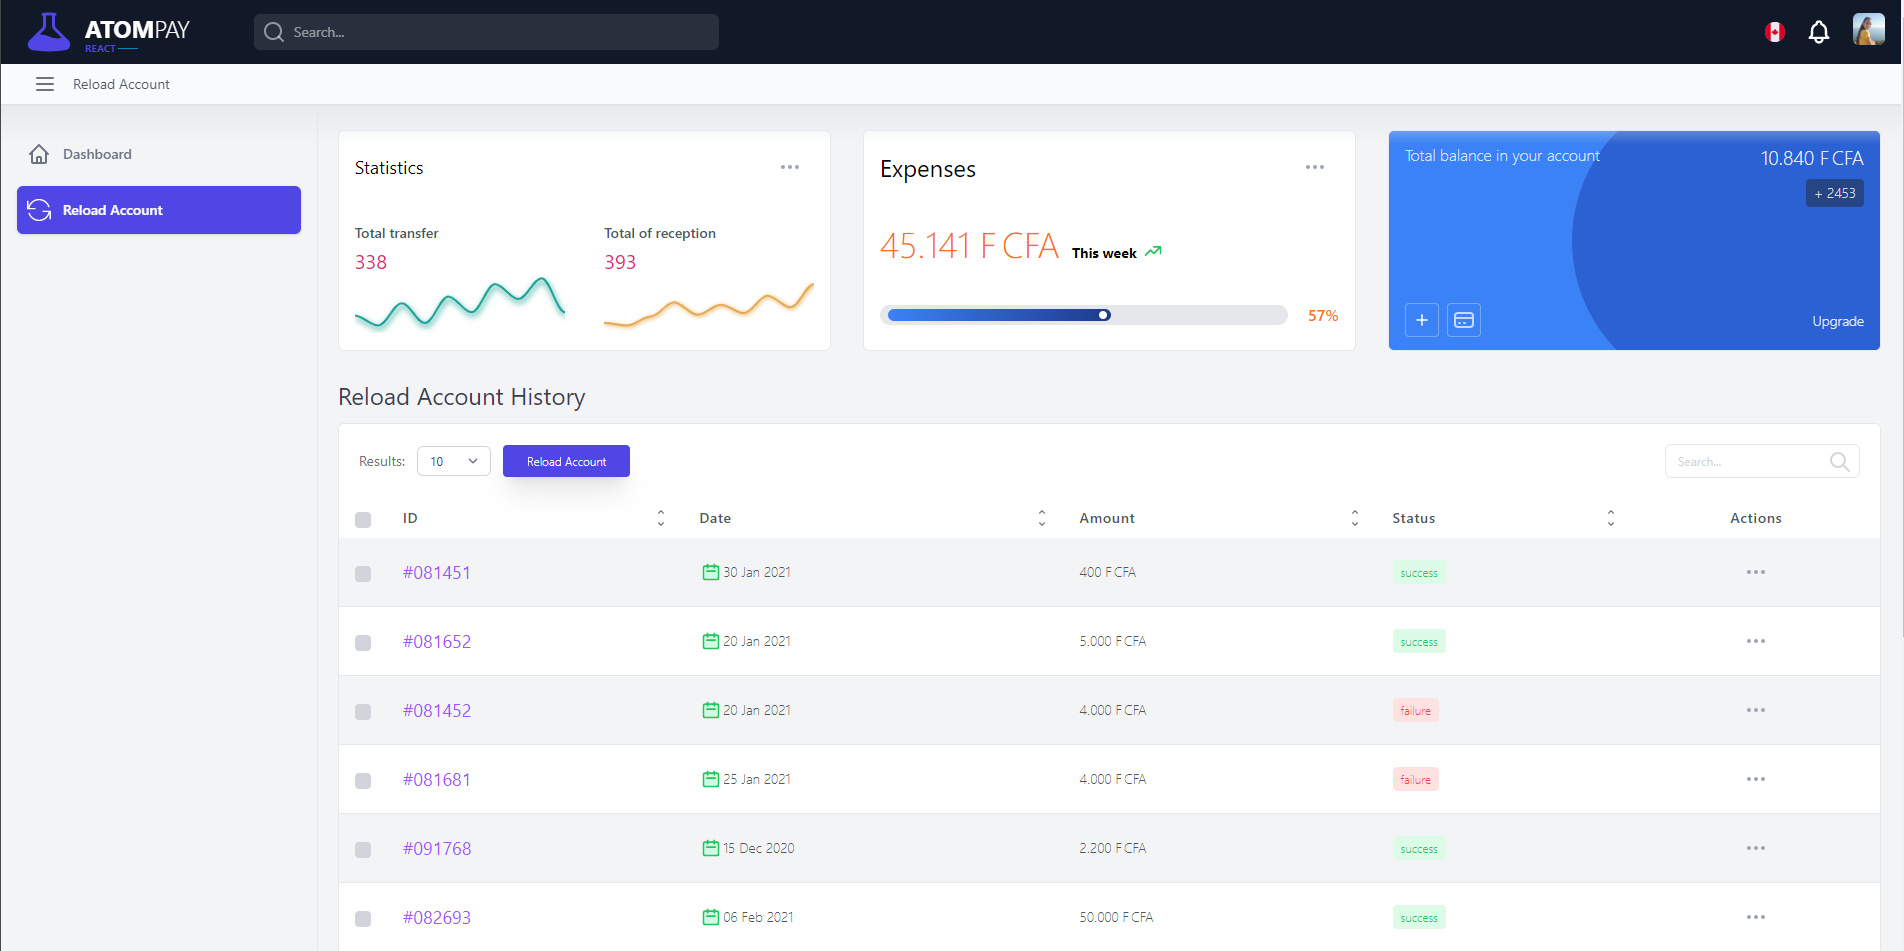 ATOMPAY
REACT
Search...
Reload Account
Dashboard
Reload Account
Statistics
Total transfer
338
Total of reception
393
Expenses
45.141 F CFA This week
57%
Total balance in your account
10.840 F CFA
+ 2453
Upgrade
Reload Account History
Results: 10 Reload Account Search...
ID Date Amount Status Actions
#081451 30 Jan 2021 400 F CFA success
#081652 20 Jan 2021 5.000 F CFA success
#081452 20 Jan 2021 4.000 F CFA failure
#081681 25 Jan 2021 4.000 F CFA failure
#091768 15 Dec 2020 2.200 F CFA success
#082693 06 Feb 2021 50.000 F CFA success